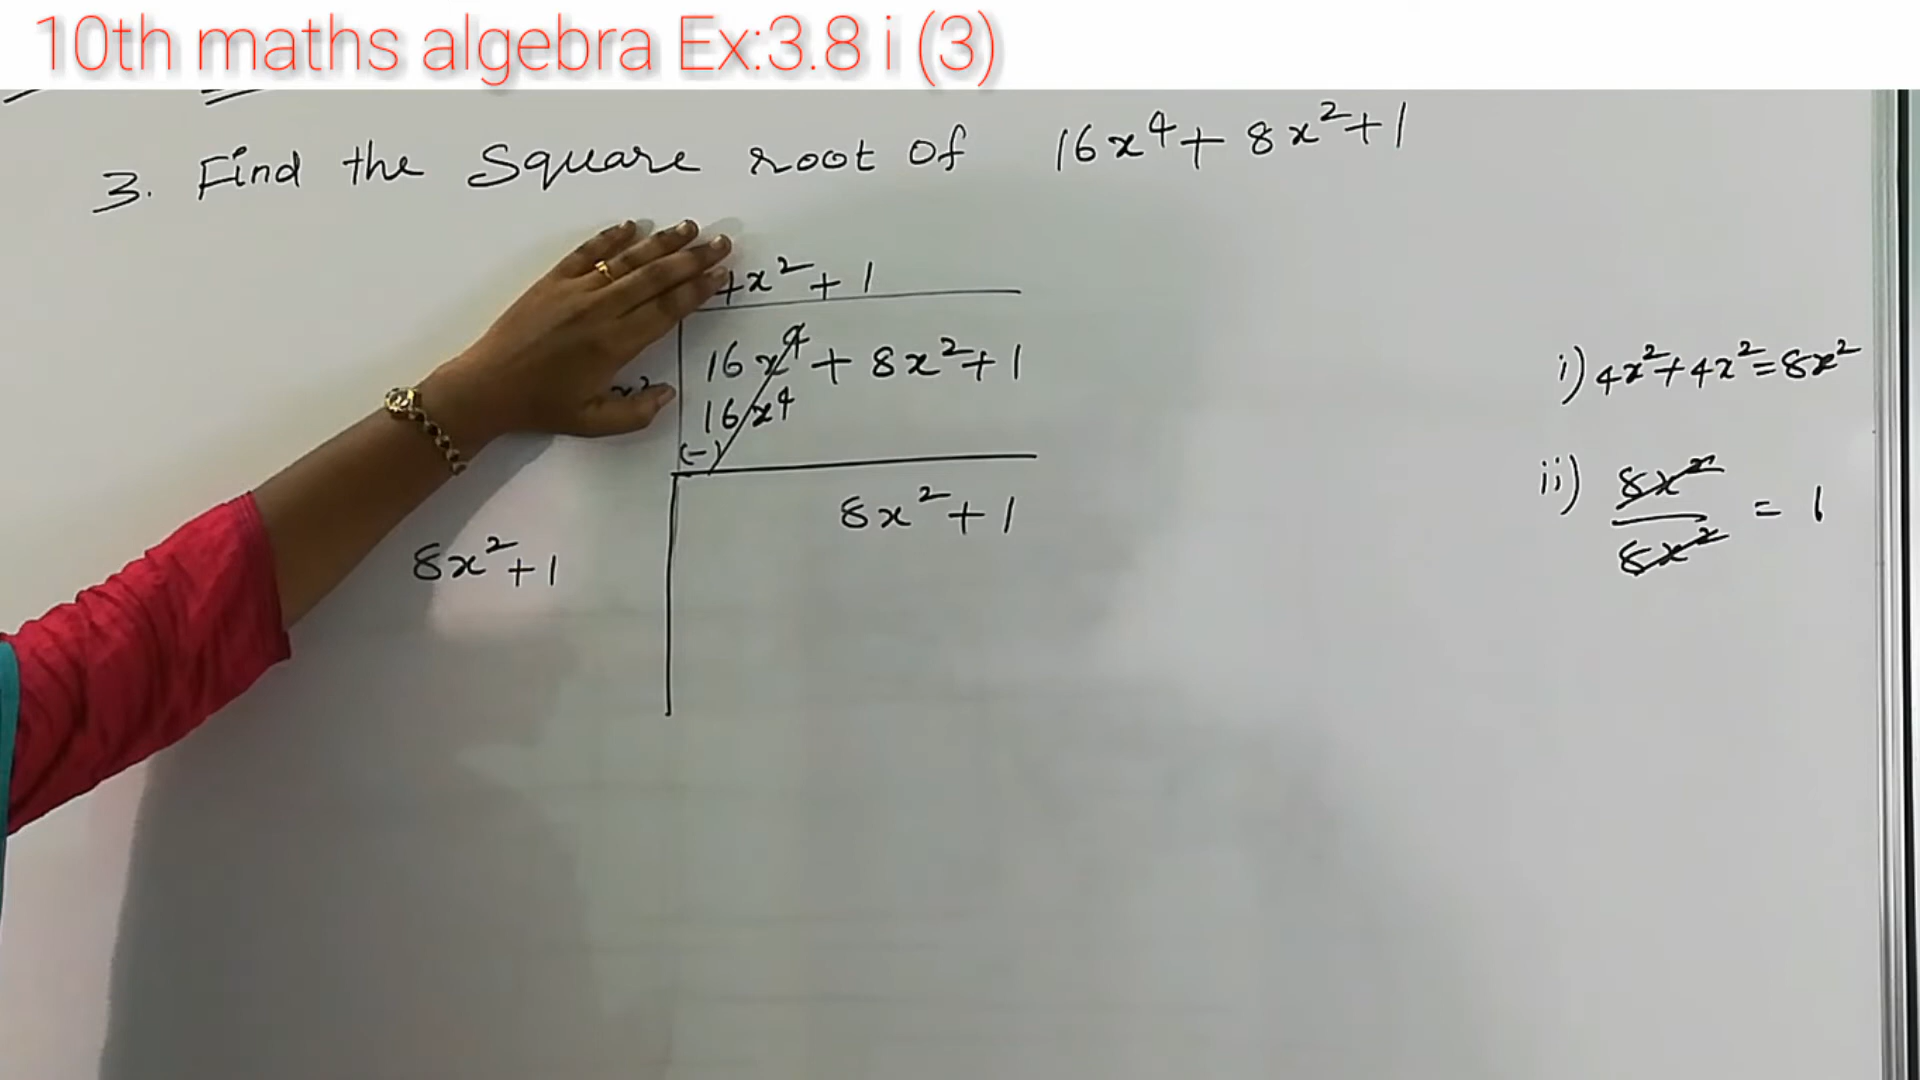 10th maths algebra Ex:3.8 i (3)
3. Find the Square root of 16x⁴ + 8x² + 1
4x² + 1
16x⁴ + 8x² + 1
16x⁴
(-)
8x² + 1
8x² + 1
i) 4x² + 4x² = 8x²
ii) 8x² / 8x² = 1